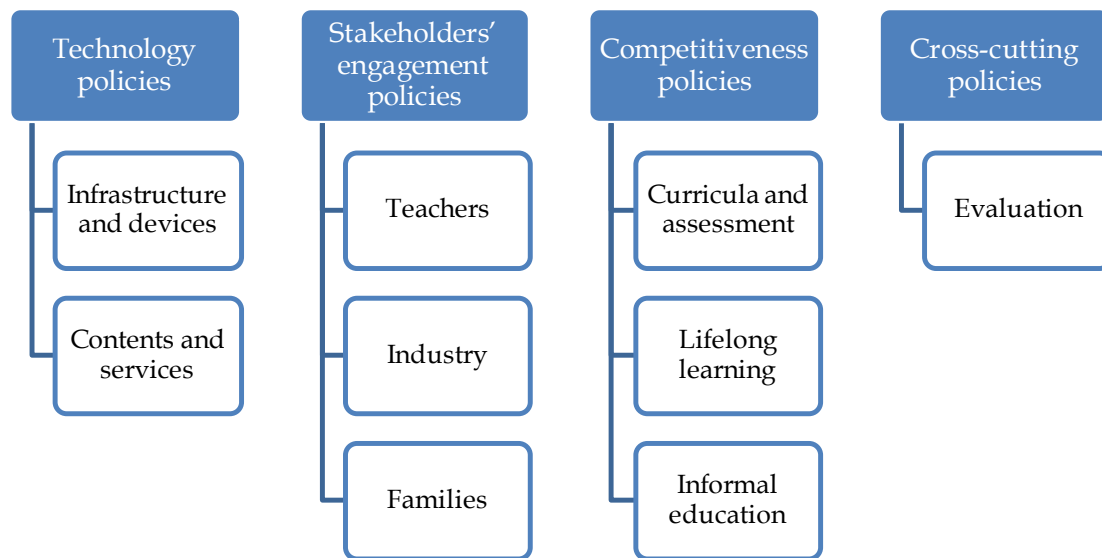 Technology
policies
Infrastructure
and devices
Contents and
services
Stakeholders’
engagement
policies
Teachers
Industry
Families
Competitiveness
policies
Curricula and
assessment
Lifelong
learning
Informal
education
Cross-cutting
policies
Evaluation